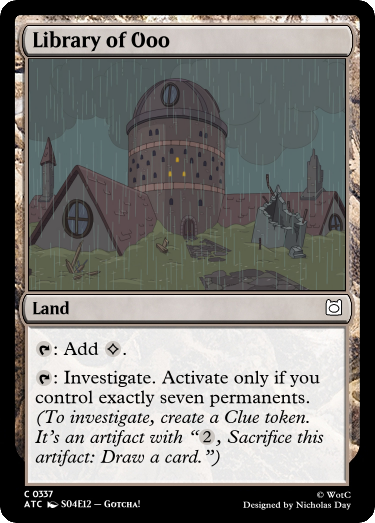 Library of Ooo
Land
: Add .
: Investigate. Activate only if you
control exactly seven permanents.
(To investigate, create a Clue token.
It's an artifact with “2, Sacrifice this
artifact: Draw a card.”)
C 0337
© WotC
ATC S04E12 – Gotcha!
Designed by Nicholas Day